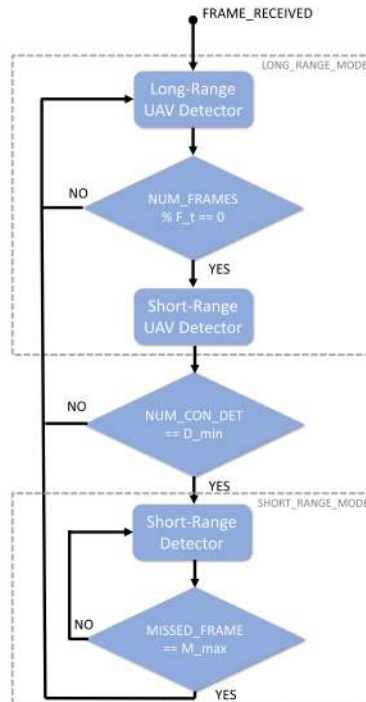 FRAME_RECEIVED
LONG_RANGE_MODE
Long-Range
UAV Detector
NO
NUM_FRAMES
% F_t == 0
YES
Short-Range
UAV Detector
NO
NUM_CON_DET
== D_min
YES
SHORT_RANGE_MODE
Short-Range
Detector
NO
MISSED_FRAME
== M_max
YES